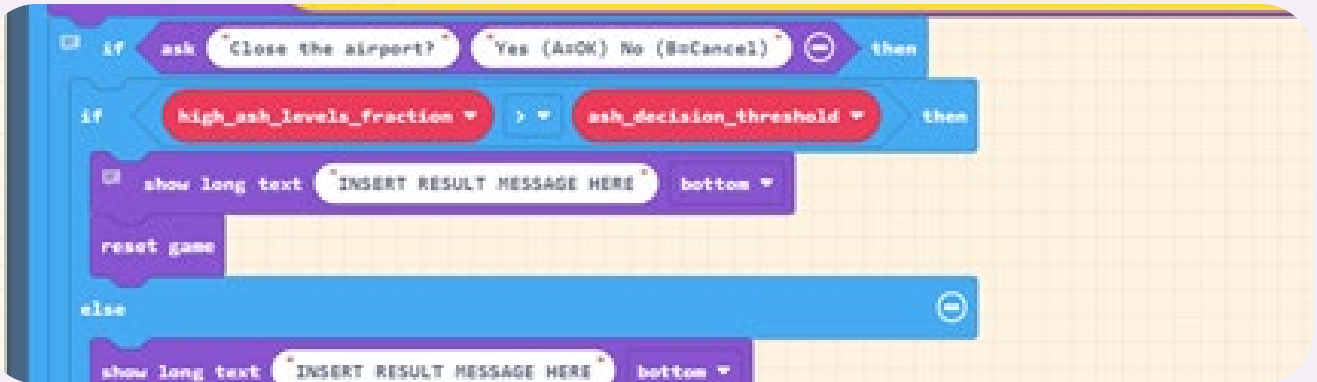 if ask "Close the airport?" "Yes (A=OK) No (B=Cancel)" then
if high_ash_levels_fraction > ash_decision_threshold then
show long text "INSERT RESULT MESSAGE HERE" bottom
reset game
else
show long text "INSERT RESULT MESSAGE HERE" bottom